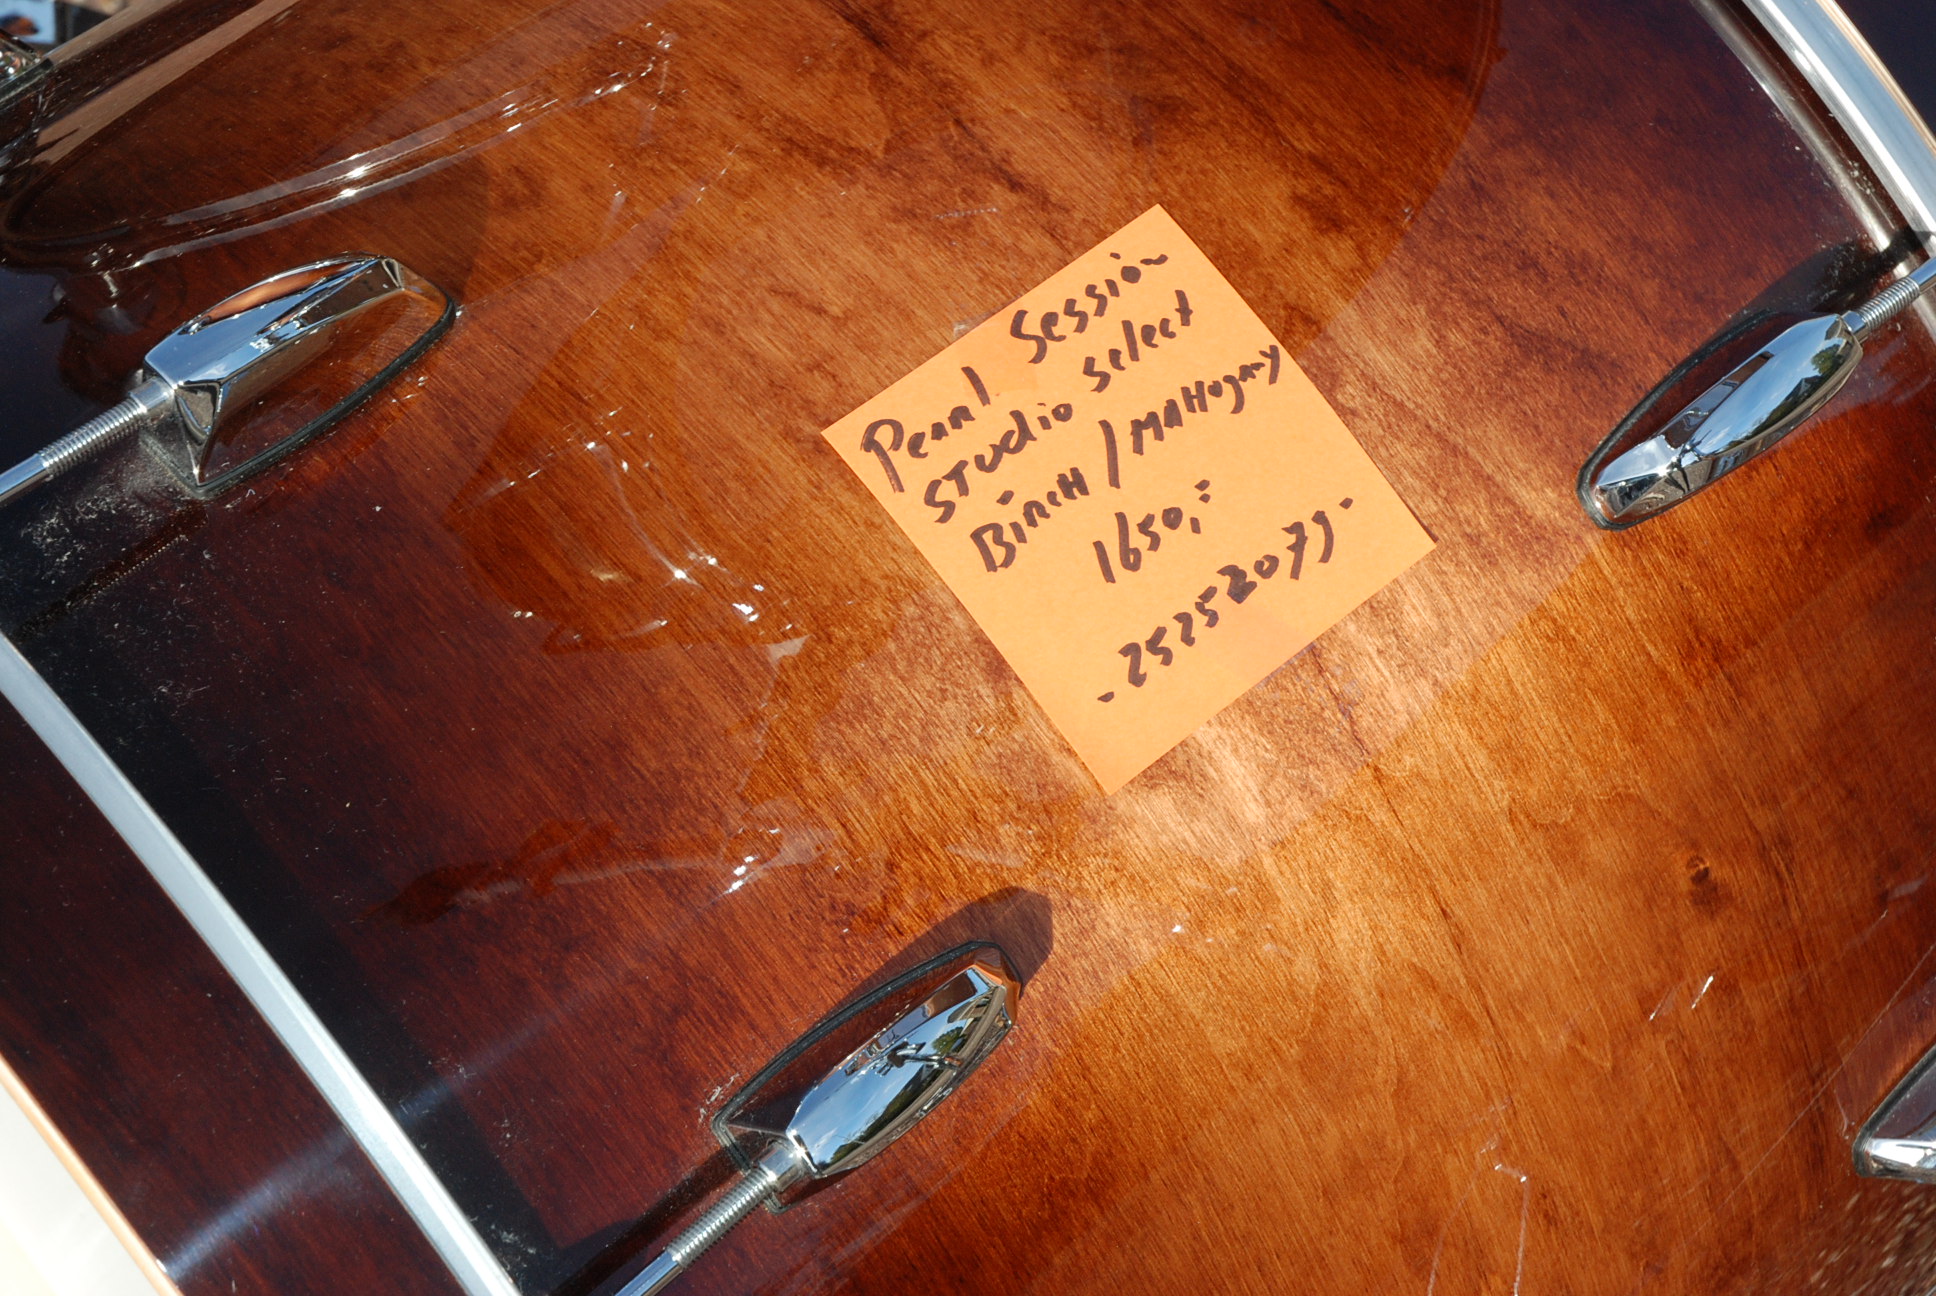 Pearl Session
Studio select
BircH / MAHogany
1650,=
- 25252079 -